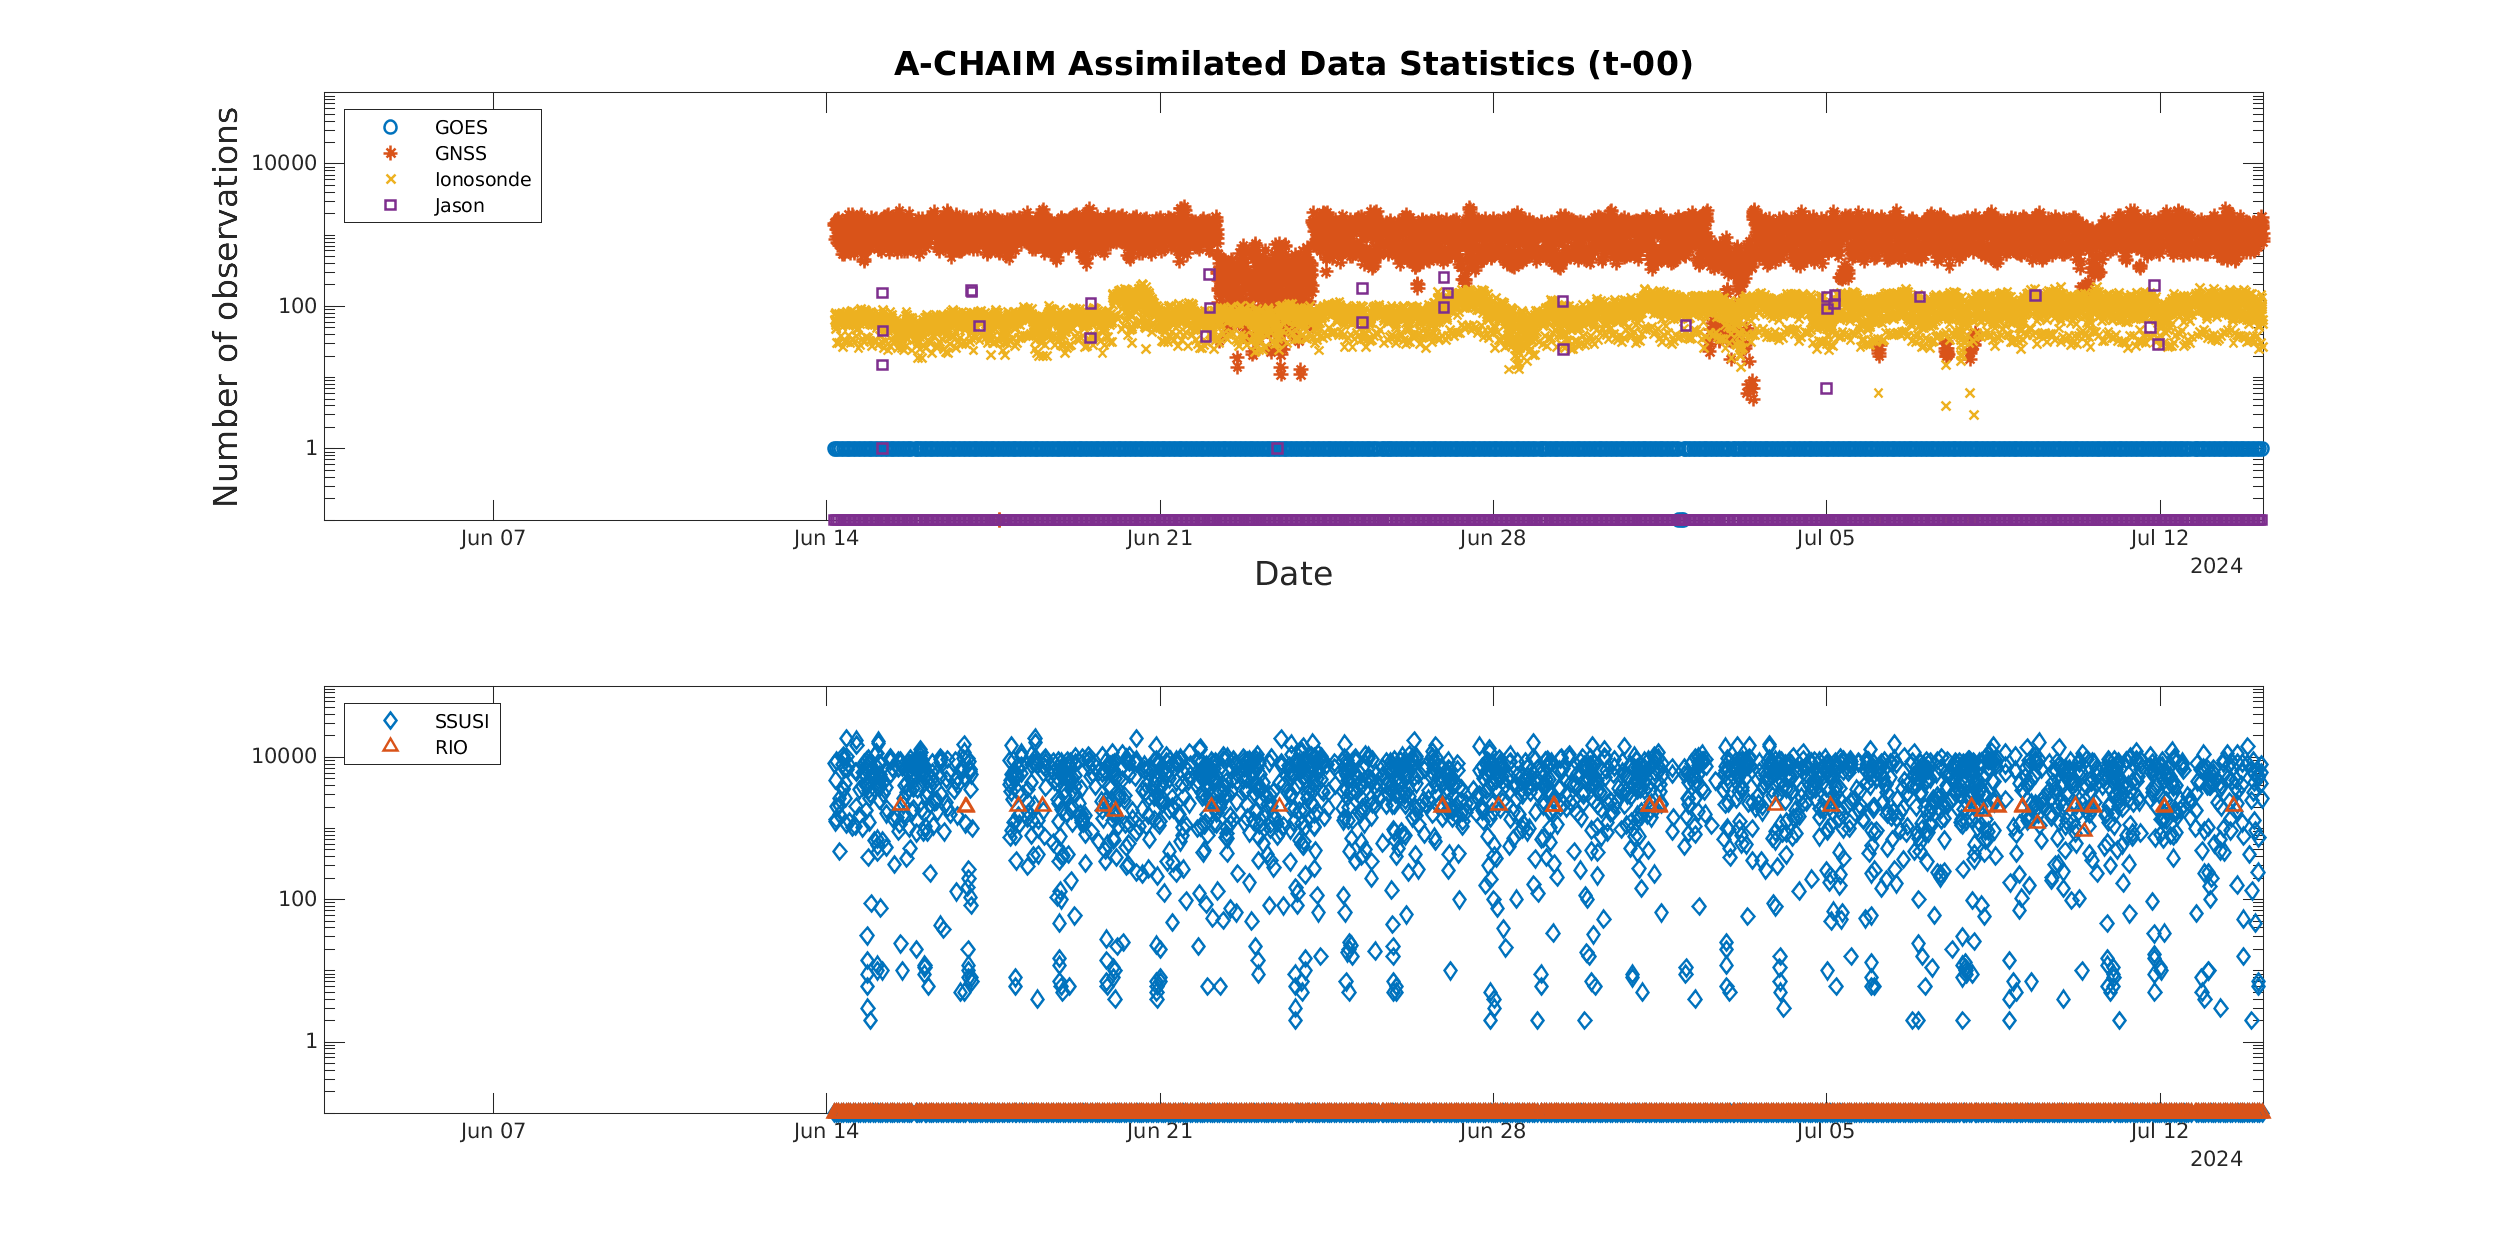 A-CHAIM Assimilated Data Statistics (t-00)
Number of observations
10000
100
1
GOES
GNSS
Ionosonde
Jason
Jun 07
Jun 14
Jun 21
Jun 28
Jul 05
Jul 12
2024
Date
10000
100
1
SSUSI
RIO
Jun 07
Jun 14
Jun 21
Jun 28
Jul 05
Jul 12
2024